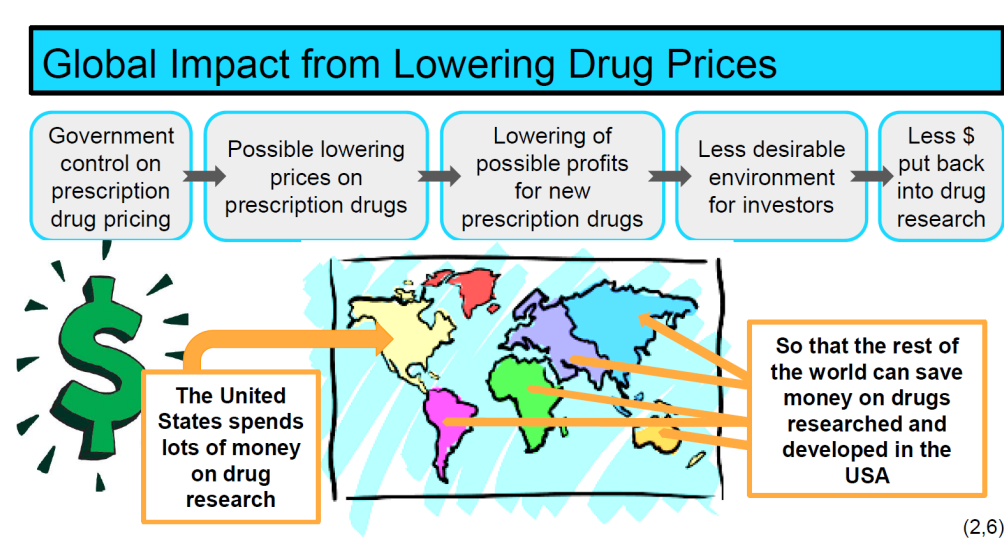 Global Impact from Lowering Drug Prices
Government
control on
prescription
drug pricing
Possible lowering
prices on
prescription drugs
Lowering of
possible profits
for new
prescription drugs
Less desirable
environment
for investors
Less $
put back
into drug
research
The United
States spends
lots of money
on drug
research
So that the rest of
the world can save
money on drugs
researched and
developed in the
USA
(2,6)